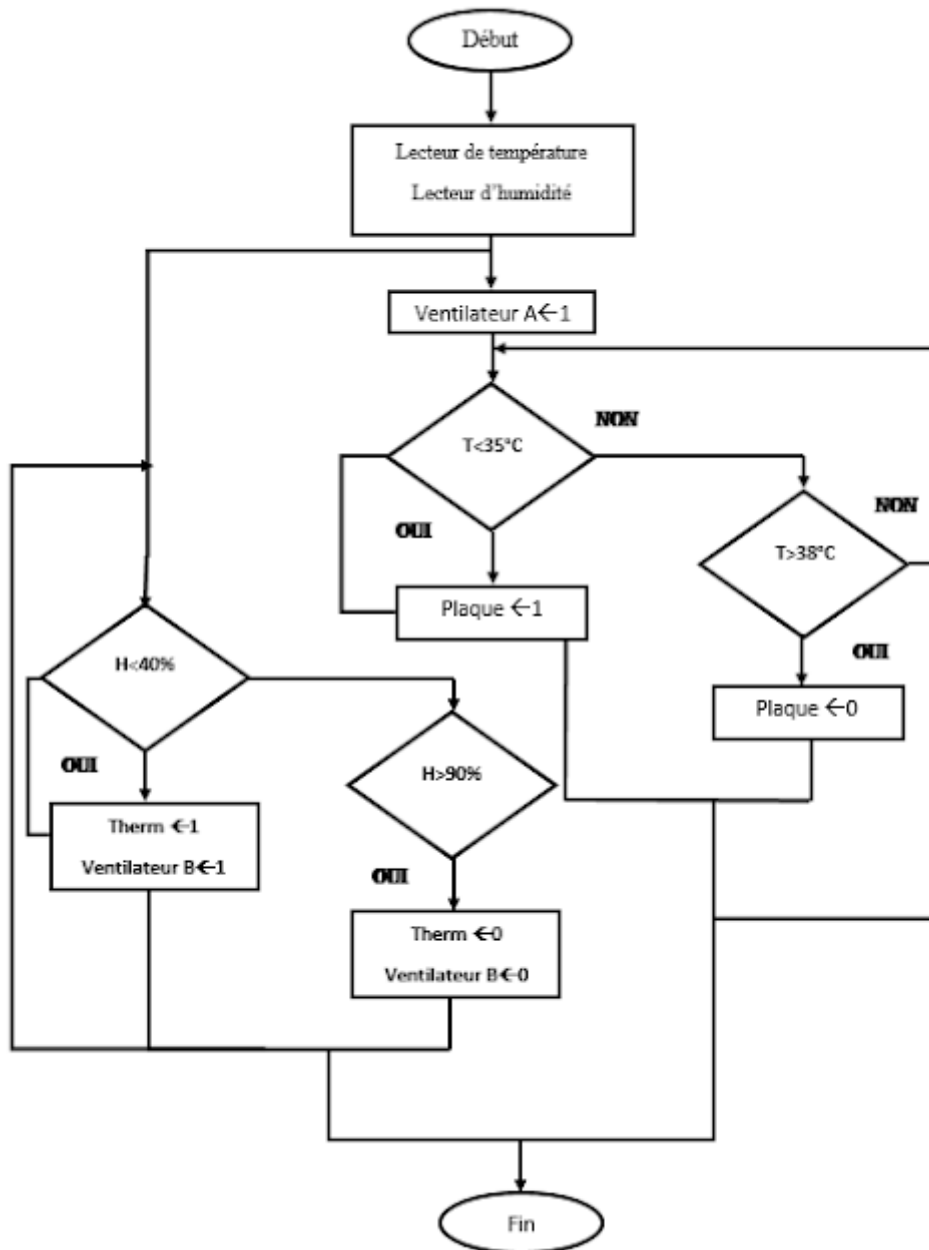 Début
Lecteur de température
Lecteur d'humidité
Ventilateur A←1
T<35°C
NON
OUI
T>38°C
NON
Plaque ←1
OUI
H<40%
Plaque ←0
OUI
H>90%
Therm ←1
Ventilateur B←1
OUI
Therm ←0
Ventilateur B←0
Fin